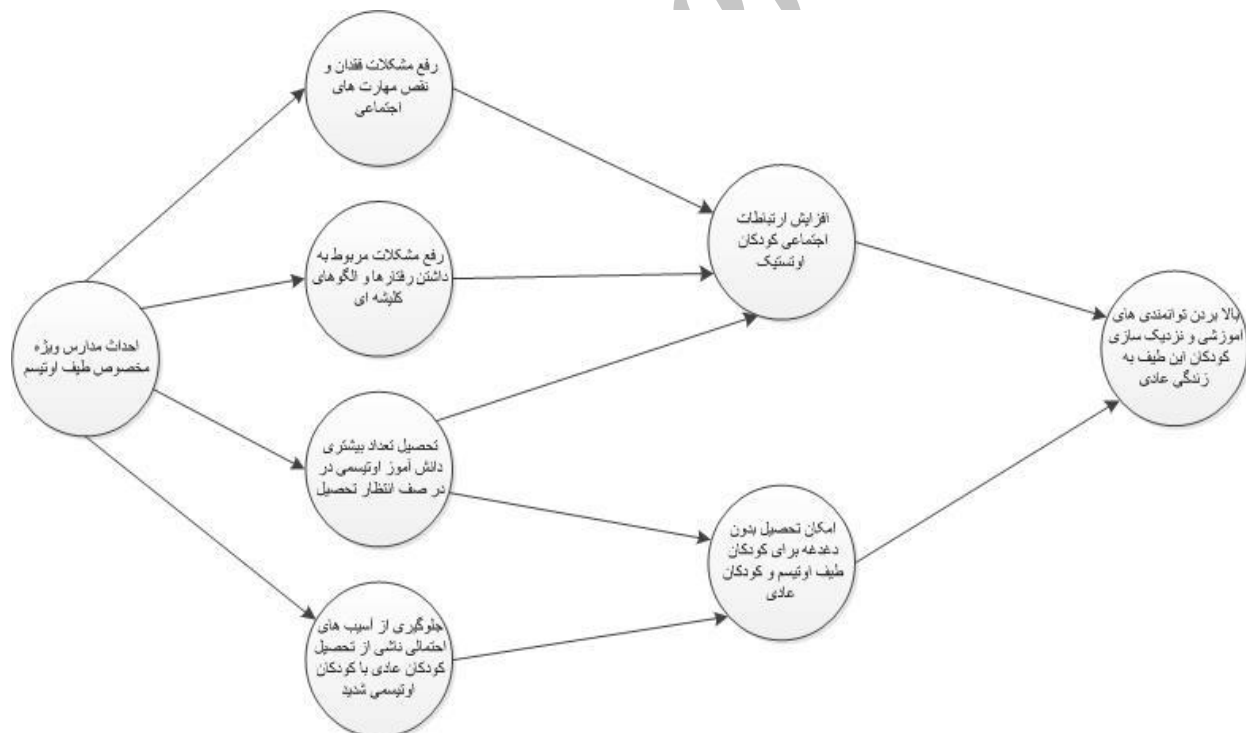 رفع مشکلات فقدان و
نقص مهارت های
اجتماعی
رفع مشکلات مربوط به
داشتن رفتار ها و الگوهای
کلیشه ای
احداث مدارس ویژه
مخصوص طیف اوتیسم
تحصیل تعداد بیشتری
دانش آموز اوتیسمی در
در صف انتظار تحصیل
جلوگیری از آسیب های
احتمالی ناشی از تحصیل
کودکان عادی با کودکان
اوتیسمی شدید
افزایش ارتباطات
اجتماعی کودکان
اوتستیک
امکان تحصیل بدون
دغدغه برای کودکان
طیف اوتیسم و کودکان
عادی
بالا بردن توانمندی های
آموزشی و نزدیک سازی
کودکان این طیف به
زندگی عادی